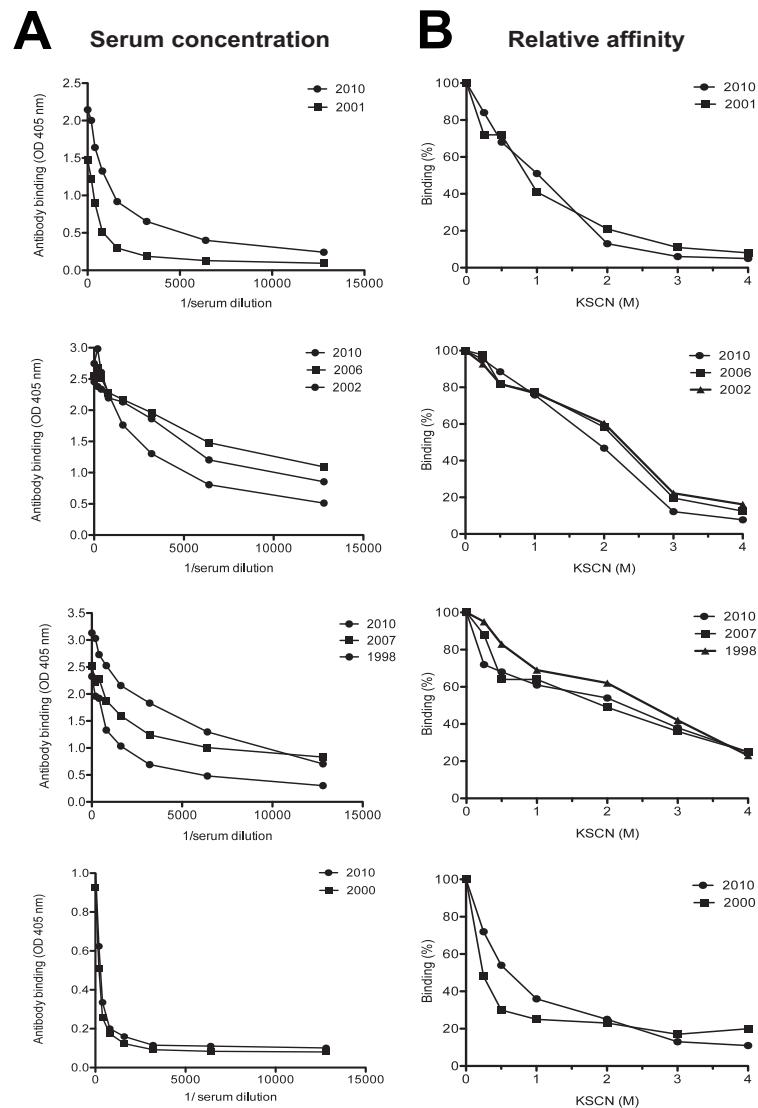 A Serum concentration
B Relative affinity
Antibody binding (OD 405 nm)
2.5
2.0
1.5
1.0
0.5
0.0
0 5000 10000 15000
1/serum dilution
2010
2001
Binding (%)
100
80
60
40
20
0
0 1 2 3 4
KSCN (M)
2010
2001
Antibody binding (OD 405 nm)
3.0
2.5
2.0
1.5
1.0
0.5
0.0
0 5000 10000 15000
1/serum dilution
2010
2006
2002
Binding (%)
100
80
60
40
20
0
0 1 2 3 4
KSCN (M)
2010
2006
2002
Antibody binding (OD 405 nm)
3.5
3.0
2.5
2.0
1.5
1.0
0.5
0.0
0 5000 10000 15000
1/serum dilution
2010
2007
1998
Binding (%)
100
80
60
40
20
0
0 1 2 3 4
KSCN (M)
2010
2007
1998
Antibody binding (OD 405 nm)
1.0
0.8
0.6
0.4
0.2
0.0
0 5000 10000 15000
1/ serum dilution
2010
2000
Binding (%)
100
80
60
40
20
0
0 1 2 3 4
KSCN (M)
2010
2000